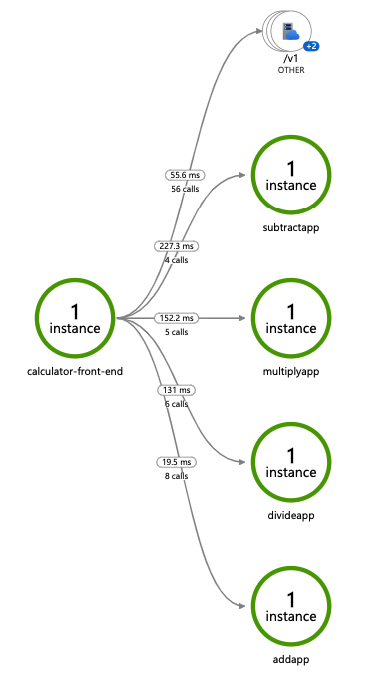 +2
/v1
OTHER
55.6 ms
56 calls
1
instance
subtractapp
227.3 ms
4 calls
1
instance
calculator-front-end
152.2 ms
5 calls
1
instance
multiplyapp
131 ms
6 calls
1
instance
divideapp
19.5 ms
8 calls
1
instance
addapp